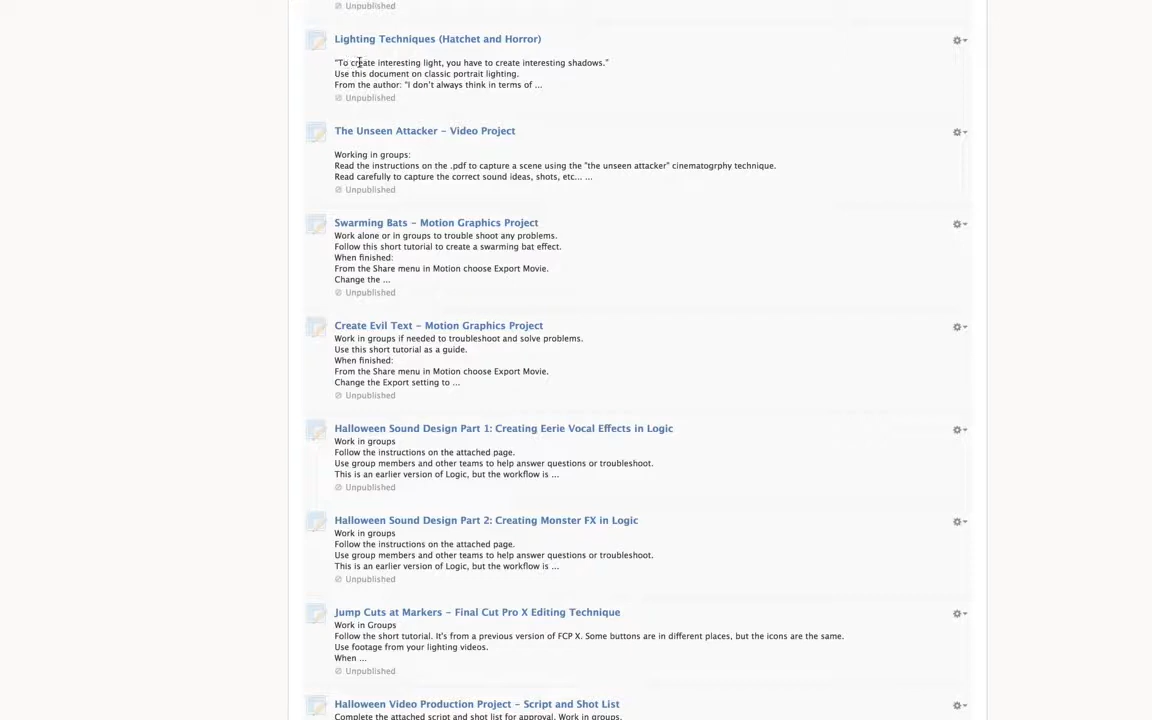 Unpublished
Lighting Techniques (Hatchet and Horror)
"To create interesting light, you have to create interesting shadows."
Use this document on classic portrait lighting.
From the author: "I don't always think in terms of ...
Unpublished
The Unseen Attacker - Video Project
Working in groups:
Read the instructions on the .pdf to capture a scene using the "the unseen attacker" cinematogrphy technique.
Read carefully to capture the correct sound ideas, shots, etc... ...
Unpublished
Swarming Bats - Motion Graphics Project
Work alone or in groups to trouble shoot any problems.
Follow this short tutorial to create a swarming bat effect.
When finished:
From the Share menu in Motion choose Export Movie.
Change the ...
Unpublished
Create Evil Text - Motion Graphics Project
Work in groups if needed to troubleshoot and solve problems.
Use this short tutorial as a guide.
When finished:
From the Share menu in Motion choose Export Movie.
Change the Export setting to ...
Unpublished
Halloween Sound Design Part 1: Creating Eerie Vocal Effects in Logic
Work in groups
Follow the instructions on the attached page.
Use group members and other teams to help answer questions or troubleshoot.
This is an earlier version of Logic, but the workflow is ...
Unpublished
Halloween Sound Design Part 2: Creating Monster FX in Logic
Work in groups
Follow the instructions on the attached page.
Use group members and other teams to help answer questions or troubleshoot.
This is an earlier version of Logic, but the workflow is ...
Unpublished
Jump Cuts at Markers - Final Cut Pro X Editing Technique
Work in Groups
Follow the short tutorial. It's from a previous version of FCP X. Some buttons are in different places, but the icons are the same.
Use footage from your lighting videos.
When ...
Unpublished
Halloween Video Production Project - Script and Shot List
Complete the attached script and shot list for approval. Work in groups.